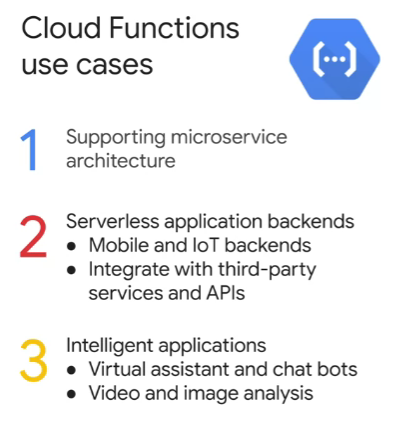 Cloud Functions
use cases
1
Supporting microservice
architecture
2
Serverless application backends
● Mobile and IoT backends
● Integrate with third-party
services and APIs
3
Intelligent applications
● Virtual assistant and chat bots
● Video and image analysis